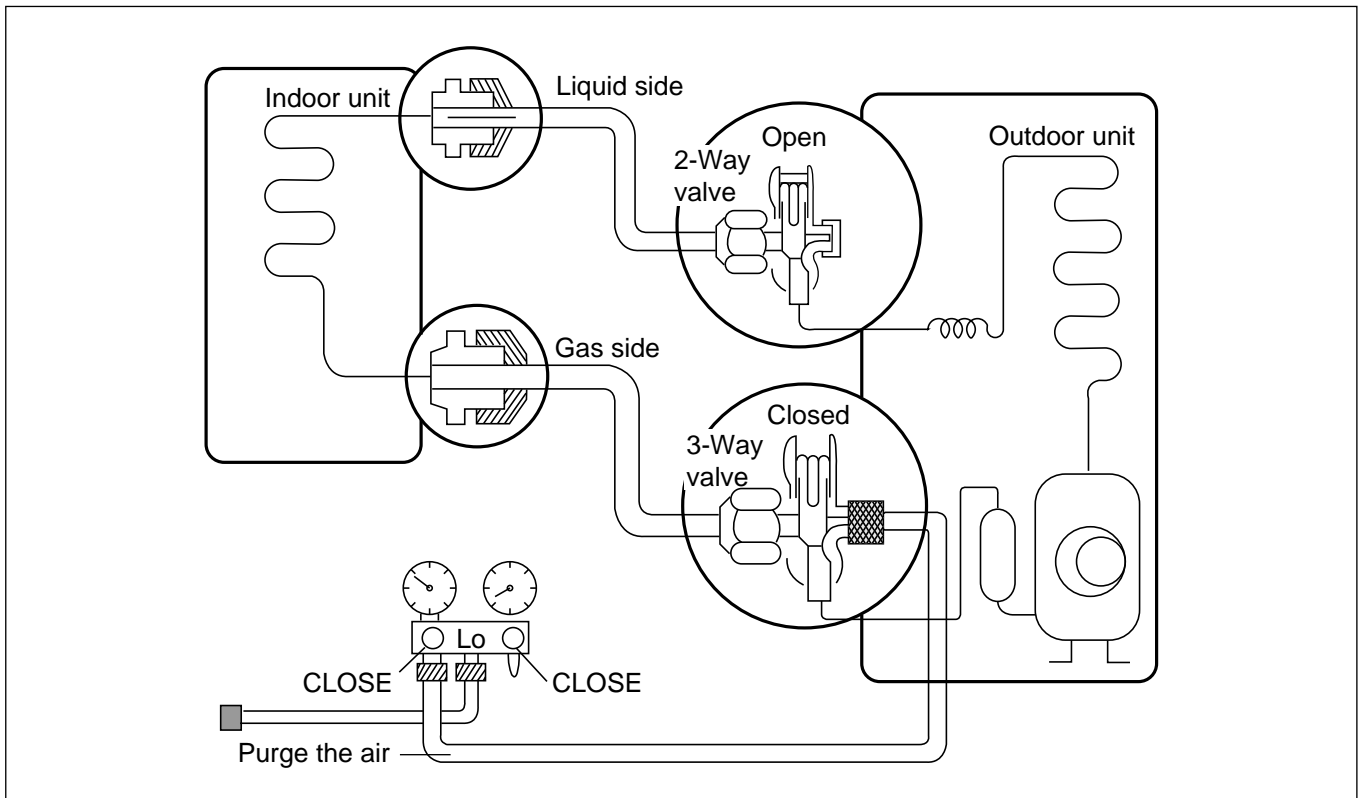 Indoor unit
Liquid side
Open
2-Way
valve
Outdoor unit
Gas side
Closed
3-Way
valve
Lo
CLOSE
CLOSE
Purge the air